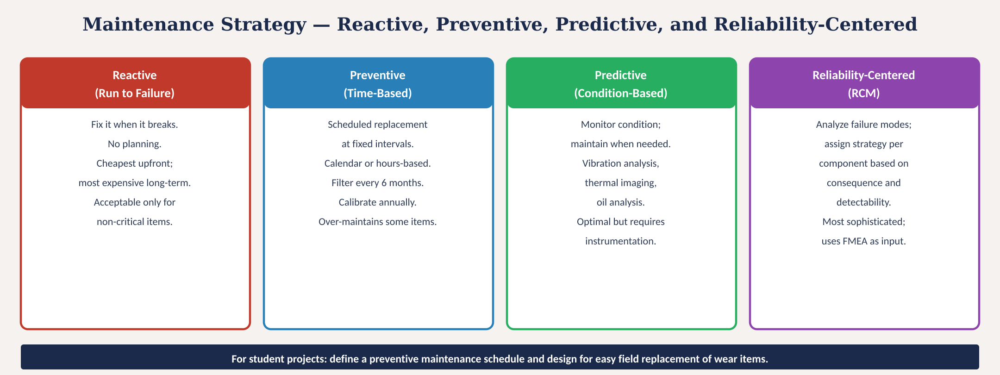 Maintenance Strategy — Reactive, Preventive, Predictive, and Reliability-Centered
Reactive
(Run to Failure)
Fix it when it breaks.
No planning.
Cheapest upfront;
most expensive long-term.
Acceptable only for
non-critical items.
Preventive
(Time-Based)
Scheduled replacement
at fixed intervals.
Calendar or hours-based.
Filter every 6 months.
Calibrate annually.
Over-maintains some items.
Predictive
(Condition-Based)
Monitor condition;
maintain when needed.
Vibration analysis,
thermal imaging,
oil analysis.
Optimal but requires
instrumentation.
Reliability-Centered
(RCM)
Analyze failure modes;
assign strategy per
component based on
consequence and
detectability.
Most sophisticated;
uses FMEA as input.
For student projects: define a preventive maintenance schedule and design for easy field replacement of wear items.